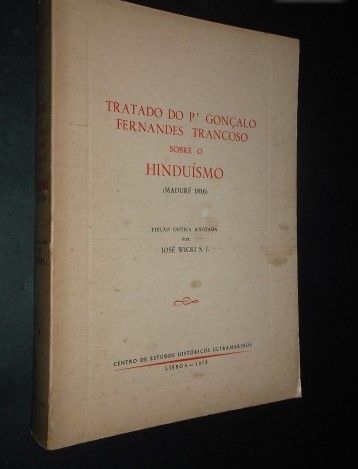 TRATADO DO P.e GONÇALO
FERNANDES TRANCOSO
SOBRE O
HINDUÍSMO
(MADURÉ 1616)
EDIÇÃO CRÍTICA ANOTADA
POR
JOSÉ WICKI S. J.
CENTRO DE ESTUDOS HISTÓRICOS ULTRAMARINOS
LISBOA — 1973